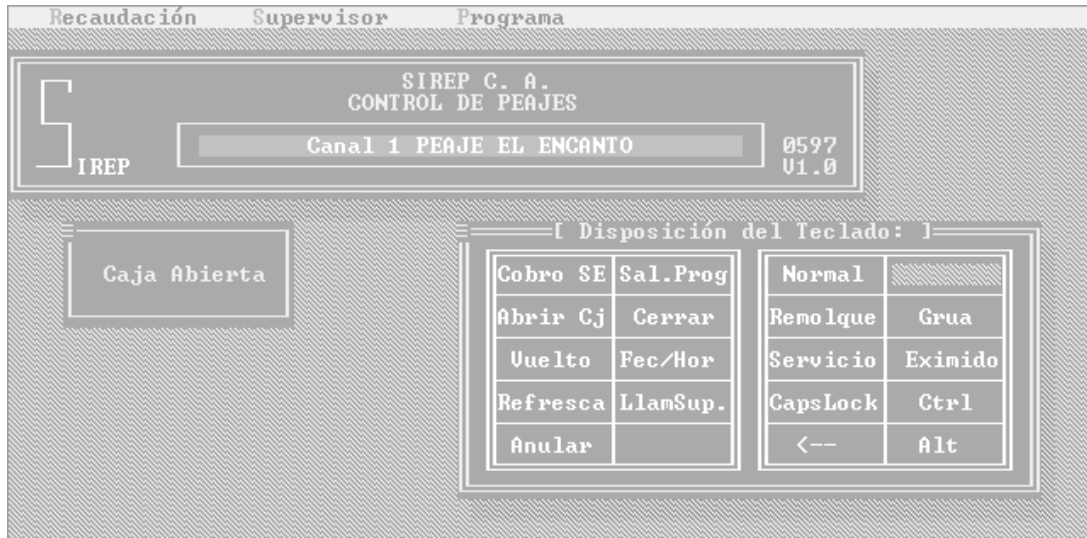 Recaudación Supervisor Programa
SIREP C. A.
CONTROL DE PEAJES
Canal 1 PEAJE EL ENCANTO
0597
V1.0
SIREP
Caja Abierta
[ Disposición del Teclado: ]
Cobro SE Sal.Prog Normal
Abrir Cj Cerrar Remolque Grua
Vuelto Fec/Hor Servicio Eximido
Refresca LlamSup. CapsLock Ctrl
Anular <-- Alt